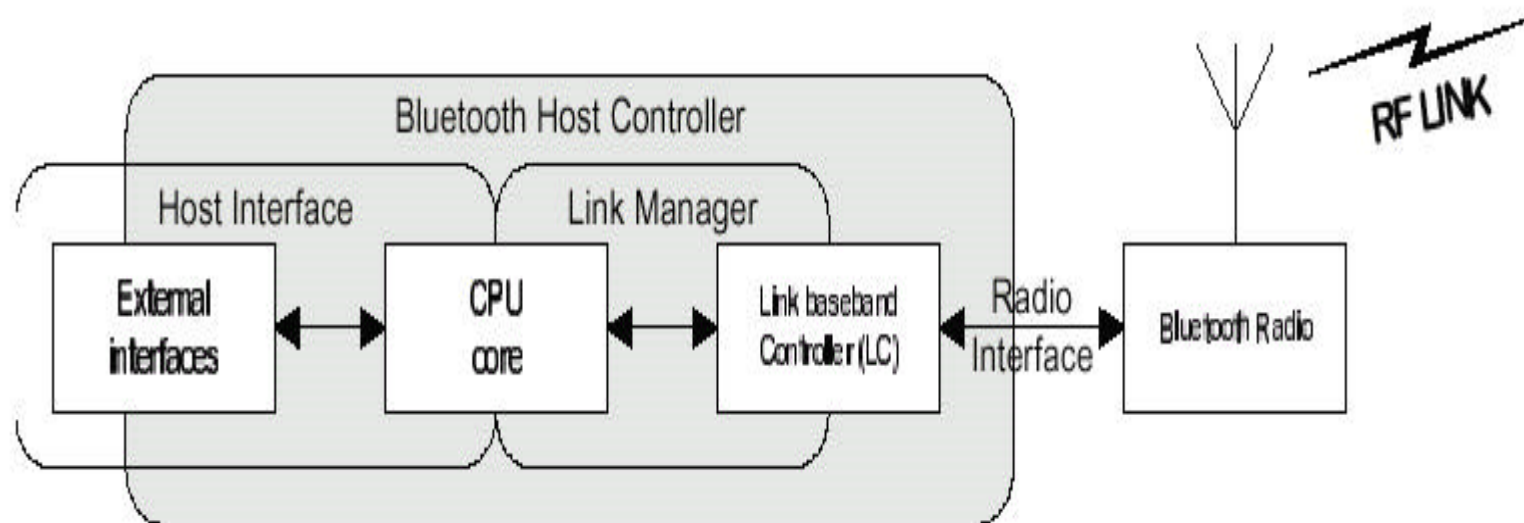 Bluetooth Host Controller
RF LINK
Host Interface
Link Manager
External
interfaces
CPU
core
Link baseband
Controller (LC)
Radio
Interface
Bluetooth Radio